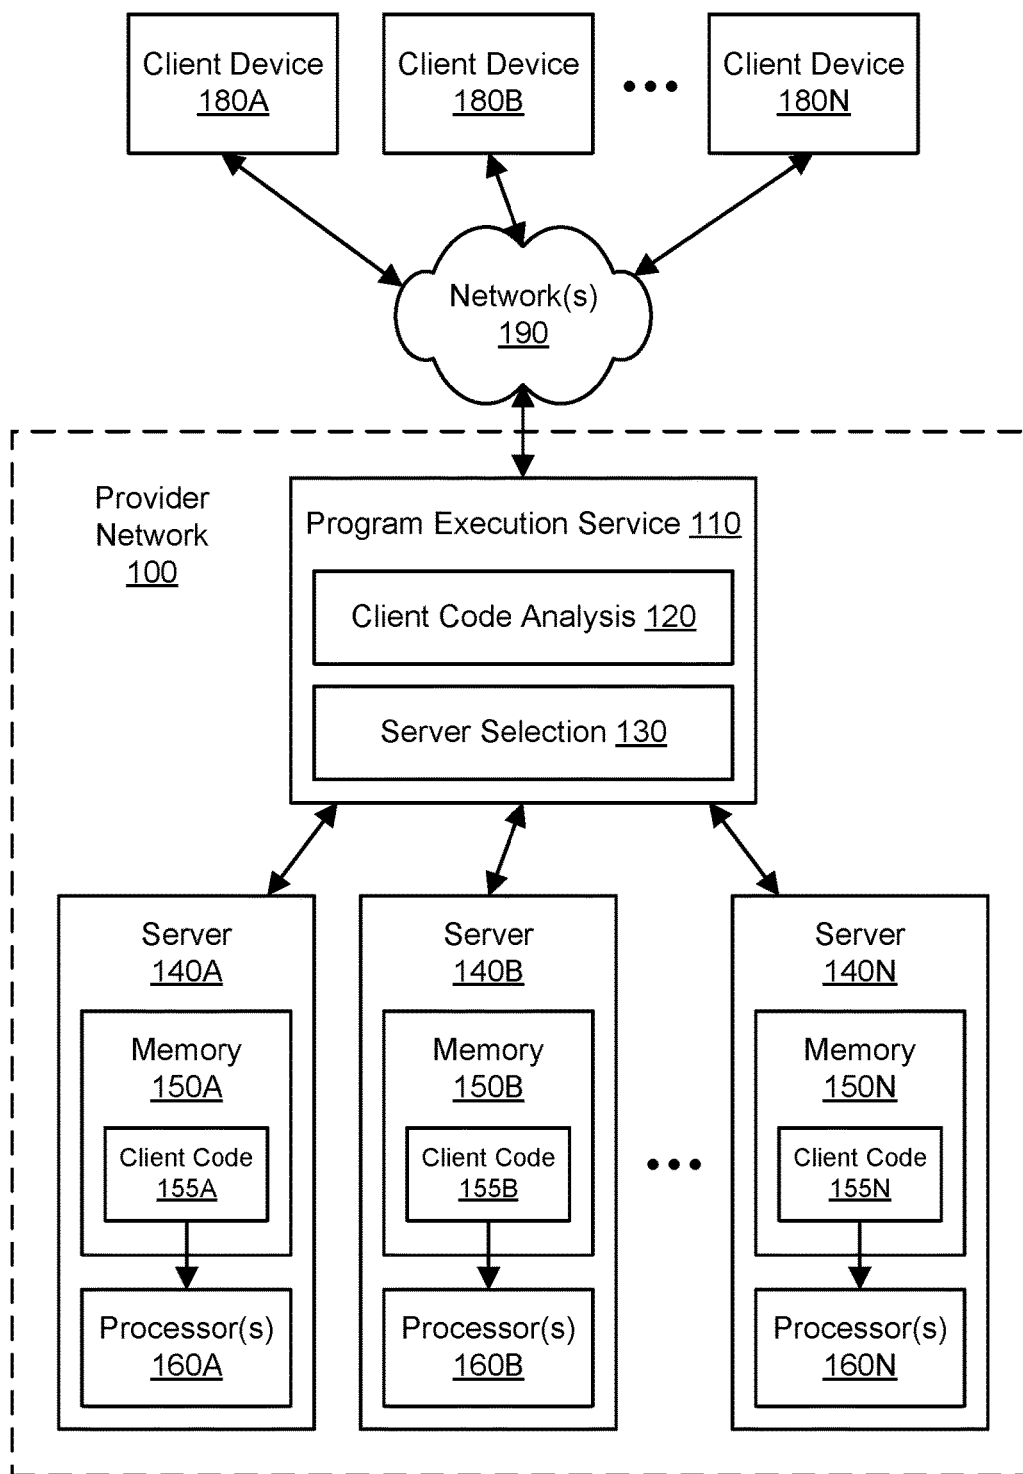 Client Device
180A
Client Device
180B
Client Device
180N
Network(s)
190
Provider
Network
100
Program Execution Service 110
Client Code Analysis 120
Server Selection 130
Server
140A
Memory
150A
Client Code
155A
Processor(s)
160A
Server
140B
Memory
150B
Client Code
155B
Processor(s)
160B
Server
140N
Memory
150N
Client Code
155N
Processor(s)
160N